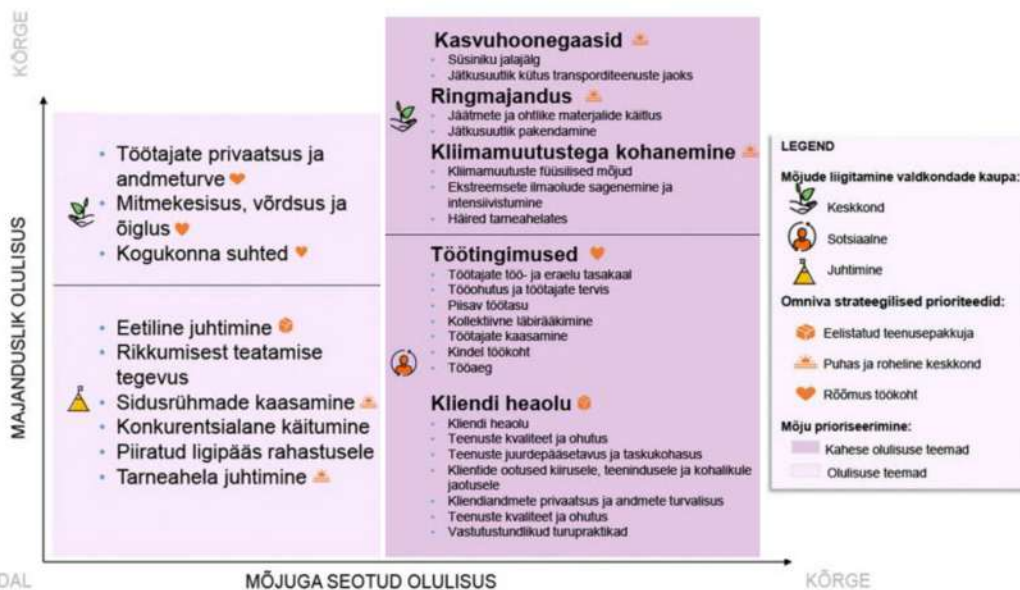 KÕRGE
MAJANDUSLIK OLULISUS
Töötajate privaatsus ja
andmeturve
Mitmekesisus, võrdsus ja
õiglus
Kogukonna suhted
Eetiline juhtimine
Rikkumisest teatamise
tegevus
Sidusrühmade kaasamine
Konkurentsialane käitumine
Piiratud ligipääs rahastusele
Tarneahela juhtimine
Kasvuhoonegaasid
Süsiniku jalajälg
Jätkusuutlik kütus transporditeenuste jaoks
Ringmajandus
Jäätmete ja ohtlike materjalide käitlus
Jätkusuutlik pakendamine
Kliimamuutustega kohanemine
Kliimamuutuste füüsilised mõjud
Ekstreemsete ilmaolude sagenemine ja
intensiivistumine
Häired tarneahelates
Töötingimused
Töötajate töö- ja eraelu tasakaal
Tööohutus ja töötajate tervis
Piisav töötasu
Kollektiivne läbirääkimine
Töötajate kaasamine
Kindel töökoht
Tööaeg
Kliendi heaolu
Kliendi heaolu
Teenuste kvaliteet ja ohutus
Teenuste juurdepääsetavus ja taskukohasus
Klientide ootused kiirusele, teenindusele ja kohalikule
jaotusele
Kliendiandmete privaatsus ja andmete turvalisus
Teenuste kvaliteet ja ohutus
Vastutustundlikud turupraktikad
LEGEND
Mõjude liigitamine valdkondade kaupa:
Keskkond
Sotsiaalne
Juhtimine
Omniva strateegilised prioriteedid:
Eelistatud teenusepakkuja
Puhas ja roheline keskkond
Rõõmus töökoht
Mõju prioriseerimine:
Kahese olulisuse teemad
Olulisuse teemad
DAL
MÕJUGA SEOTUD OLULISUS
KÕRGE